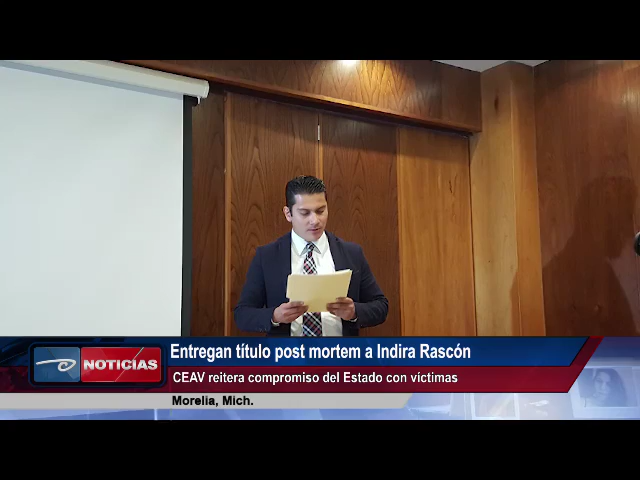 Entregan título post mortem a Indira Rascón
NOTICIAS
CEAV reitera compromiso del Estado con víctimas
Morelia, Mich.